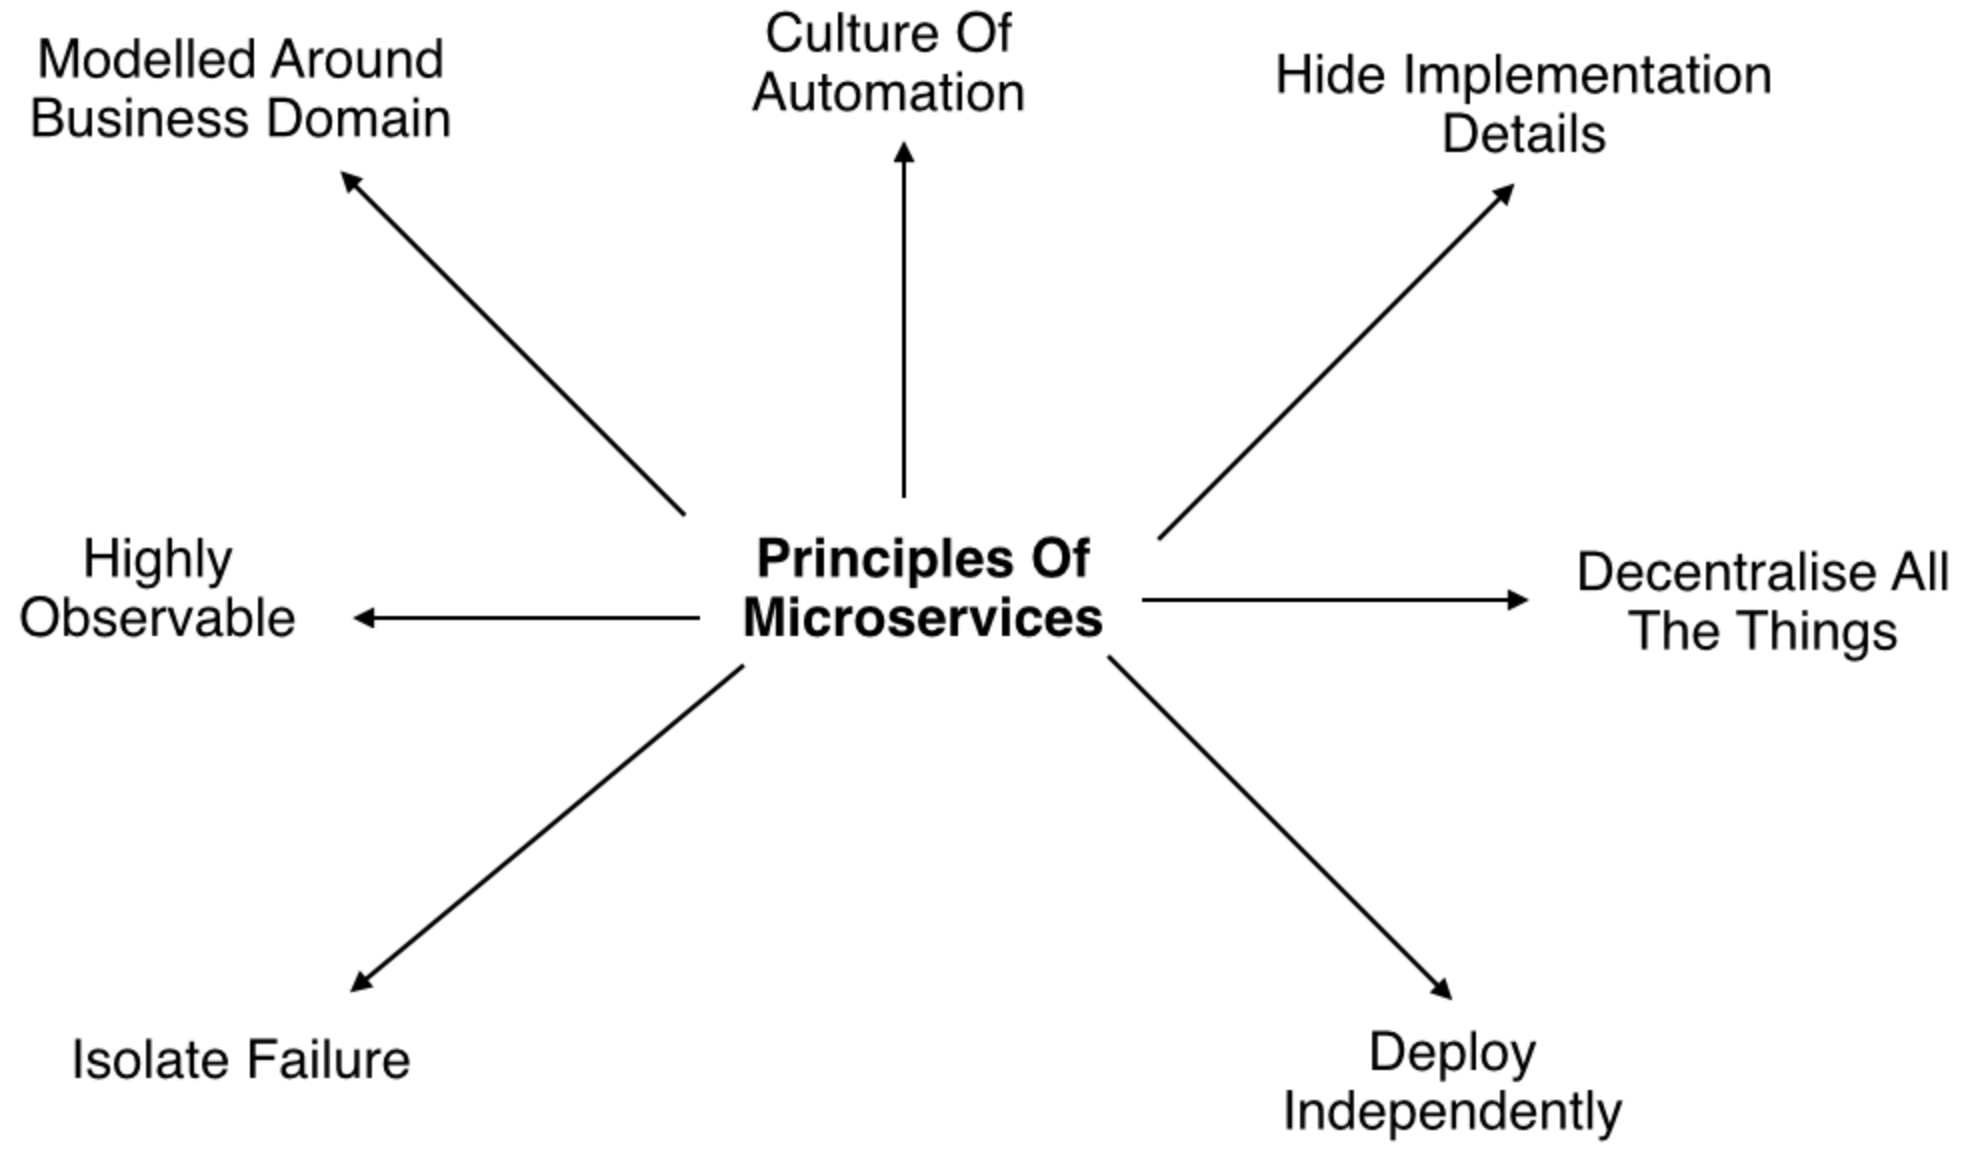 Modelled Around
Business Domain
Culture Of
Automation
Hide Implementation
Details
Highly
Observable
Principles Of
Microservices
Decentralise All
The Things
Isolate Failure
Deploy
Independently